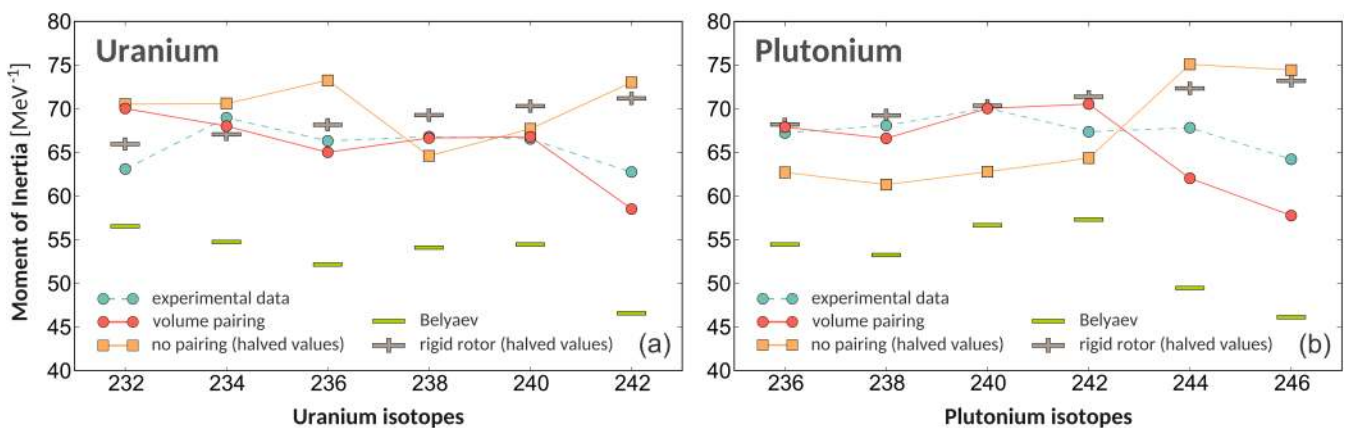 Moment of Inertia [MeV⁻¹]
80
75
70
65
60
55
50
45
40
Uranium
experimental data
volume pairing
no pairing (halved values)
Belyaev
rigid rotor (halved values)
(a)
232 234 236 238 240 242
Uranium isotopes
80
75
70
65
60
55
50
45
40
Plutonium
experimental data
volume pairing
no pairing (halved values)
Belyaev
rigid rotor (halved values)
(b)
236 238 240 242 244 246
Plutonium isotopes